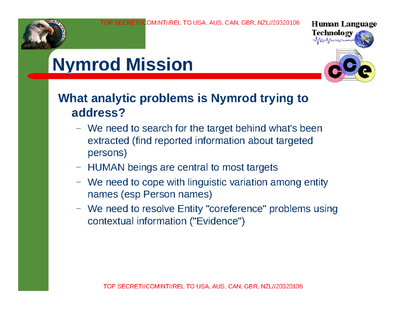 TOP SECRET//COMINT//REL TO USA, AUS, CAN, GBR, NZL//20320108
Human Language
Technology
CCe
Nymrod Mission
What analytic problems is Nymrod trying to
address?
– We need to search for the target behind what's been
extracted (find reported information about targeted
persons)
– HUMAN beings are central to most targets
– We need to cope with linguistic variation among entity
names (esp Person names)
– We need to resolve Entity "coreference" problems using
contextual information ("Evidence")
TOP SECRET//COMINT//REL TO USA, AUS, CAN, GBR, NZL//20320108